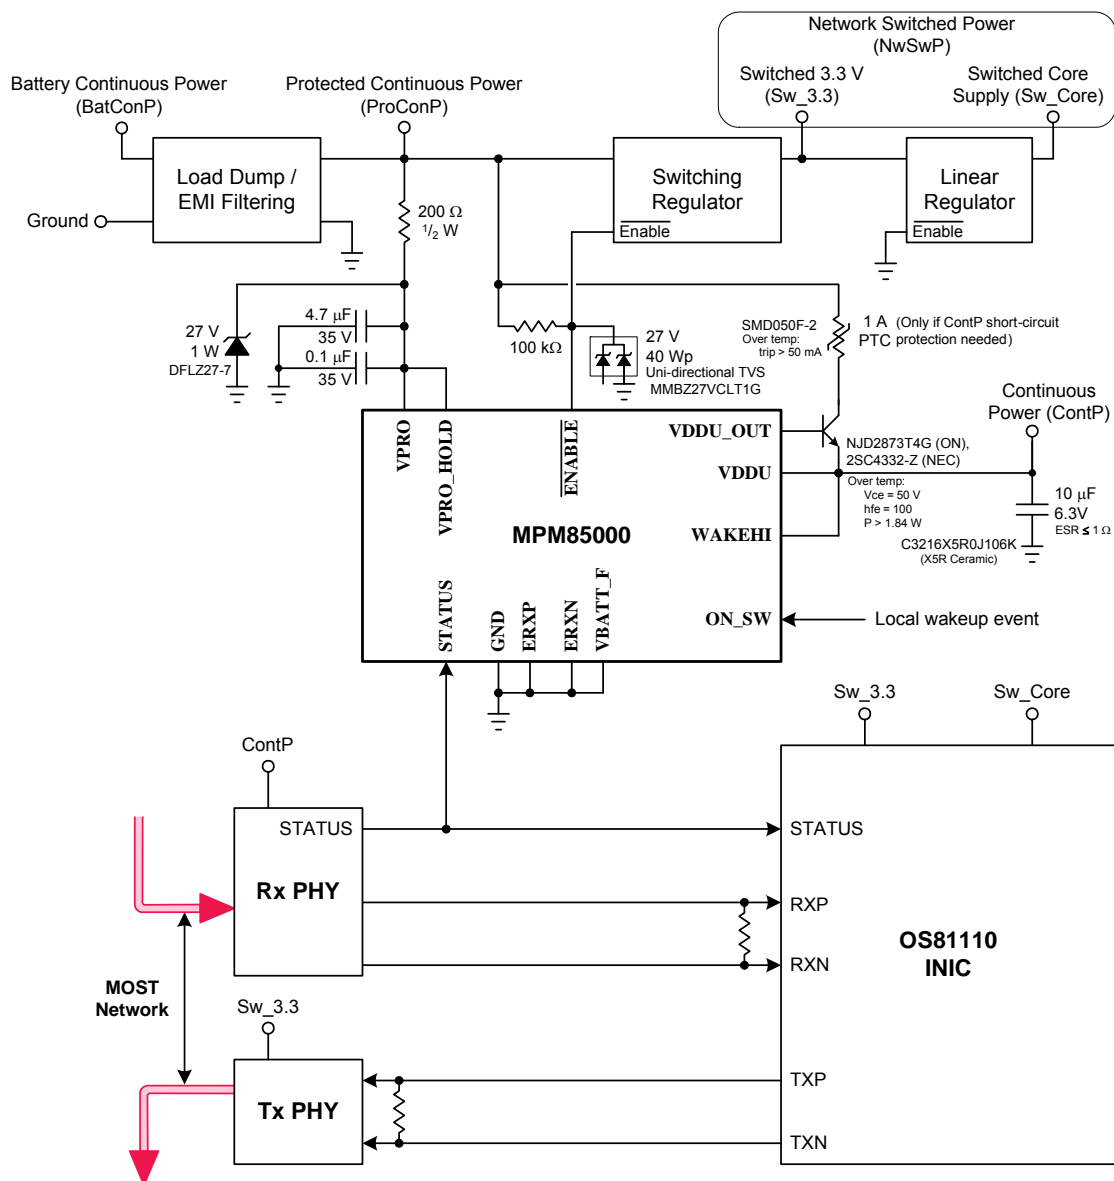 Network Switched Power
(NwSwP)
Battery Continuous Power
(BatConP)
Protected Continuous Power
(ProConP)
Switched 3.3 V
(Sw_3.3)
Switched Core
Supply (Sw_Core)
Load Dump /
EMI Filtering
Ground
200 Ω
1/2 W
Switching
Regulator
Enable
Linear
Regulator
Enable
27 V
1 W
DFLZ27-7
4.7 μF
35 V
0.1 μF
35 V
100 kΩ
27 V
40 Wp
Uni-directional TVS
MMBZ27VCLT1G
SMD050F-2
Over temp:
trip > 50 mA
1 A (Only if ContP short-circuit
PTC protection needed)
Continuous
Power (ContP)
VPRO
VPRO_HOLD
ENABLE
VDDU_OUT
VDDU
WAKEHI
ON_SW
MPM85000
STATUS
GND
ERXP
ERXN
VBATT_F
NJD2873T4G (ON),
2SC4332-Z (NEC)
Over temp:
Vce = 50 V
hfe = 100
P > 1.84 W
10 μF
6.3V
ESR ≤ 1 Ω
C3216X5R0J106K
(X5R Ceramic)
Local wakeup event
ContP
STATUS
Rx PHY
MOST
Network
Sw_3.3
Tx PHY
Sw_3.3
Sw_Core
STATUS
RXP
RXN
OS81110
INIC
TXP
TXN